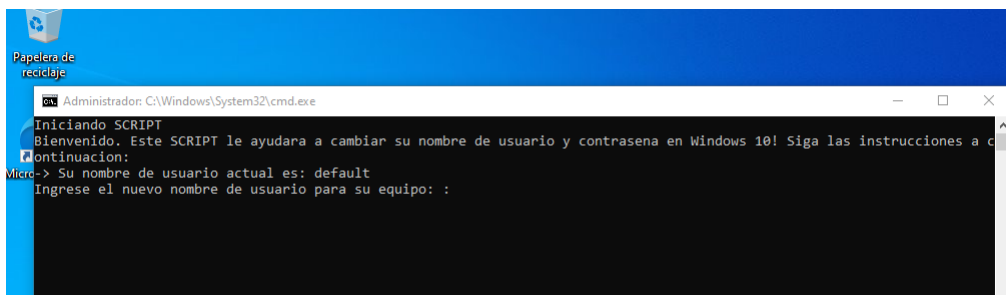 Papelera de
reciclaje
Administrador: C:\Windows\System32\cmd.exe
Iniciando SCRIPT
Bienvenido. Este SCRIPT le ayudara a cambiar su nombre de usuario y contrasena en Windows 10! Siga las instrucciones a c
ontinuacion:
Micro
-> Su nombre de usuario actual es: default
Ingrese el nuevo nombre de usuario para su equipo: :